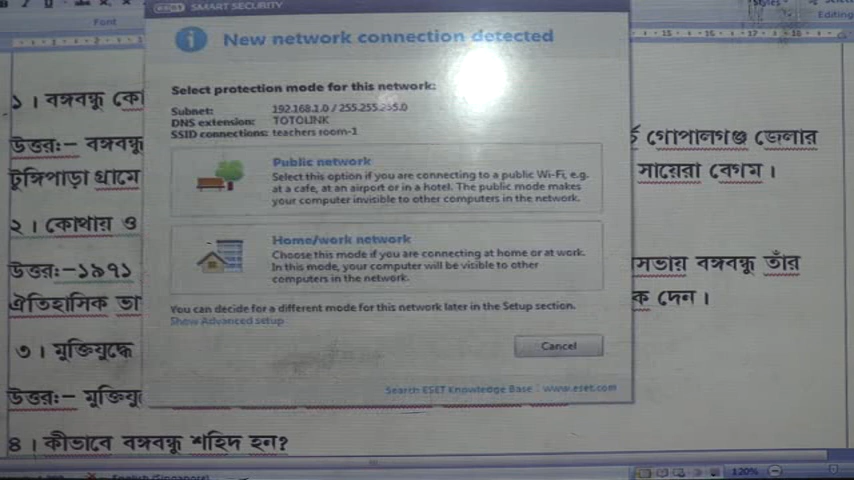 eset SMART SECURITY
Font
Editing
New network connection detected
Select protection mode for this network:
Subnet: 192.168.1.0 / 255.255.255.0
DNS extension: TOTOLINK
SSID connections: teachers room-1
Public network
Select this option if you are connecting to a public Wi-Fi, e.g.
at a cafe, at an airport or in a hotel. The public mode makes
your computer invisible to other computers in the network.
Home/work network
Choose this mode if you are connecting at home or at work.
In this mode, your computer will be visible to other
computers in the network.
You can decide for a different mode for this network later in the Setup section.
Show Advanced setup
Cancel
Search ESET Knowledge Base | www.eset.com
১। বঙ্গবন্ধু
উত্তর:- বঙ্গবন্ধু গোপালগঞ্জ জেলার
টুঙ্গিপাড়া গ্রামে সায়েরা বেগম।
২। কোথায় ও
উত্তর:-১৯৭১ বঙ্গবন্ধু তাঁর
ঐতিহাসিক দেন।
৩। মুক্তিযুদ্ধে
উত্তর:-
৪। কীভাবে বঙ্গবন্ধু শহিদ হন?
English (Singapore)
120%